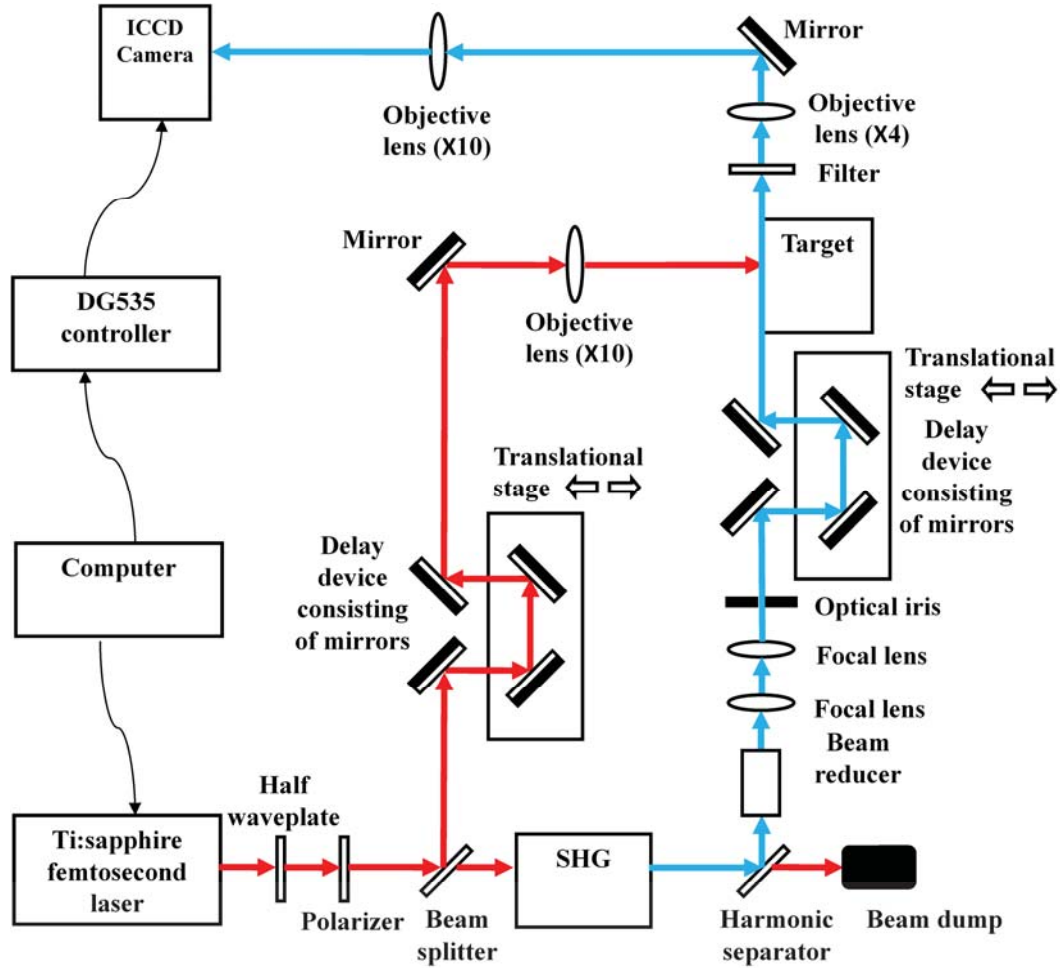 ICCD
Camera
Mirror
Objective
lens (X10)
Objective
lens (X4)
Filter
Mirror
Target
DG535
controller
Objective
lens (X10)
Translational
stage
Delay
device
consisting
of mirrors
Translational
stage
Delay
device
consisting
of mirrors
Computer
Optical iris
Focal lens
Focal lens
Beam
reducer
Half
waveplate
Ti:sapphire
femtosecond
laser
SHG
Polarizer
Beam
splitter
Harmonic
separator
Beam dump